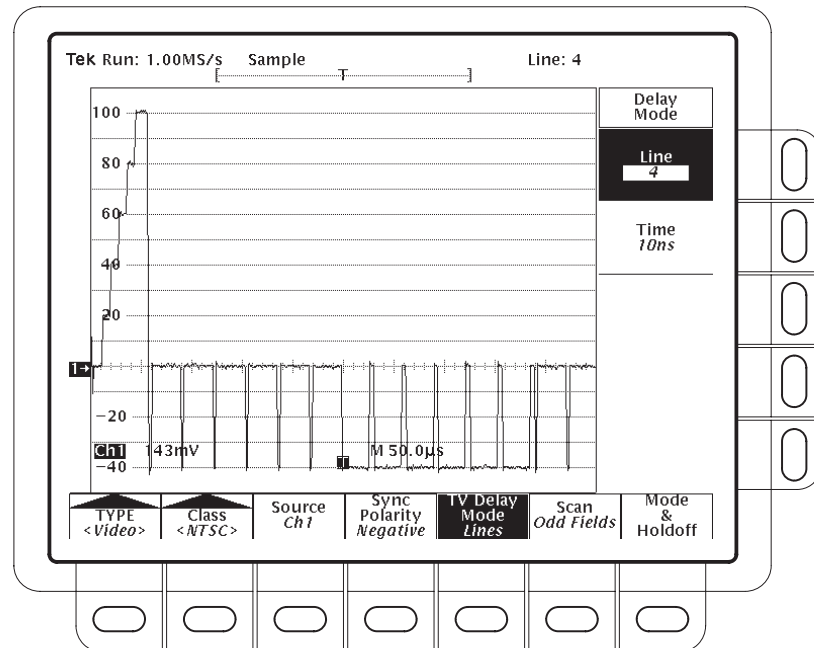 Tek Run: 1.00MS/s Sample Line: 4
[ T ]
Delay
Mode
100
Line
4
80
60
Time
10ns
40
20
1→
−20
Ch1 143mV M 50.0µs
−40
T
TYPE
<Video>
Class
<NTSC>
Source
Ch1
Sync
Polarity
Negative
TV Delay
Mode
Lines
Scan
Odd Fields
Mode
&
Holdoff